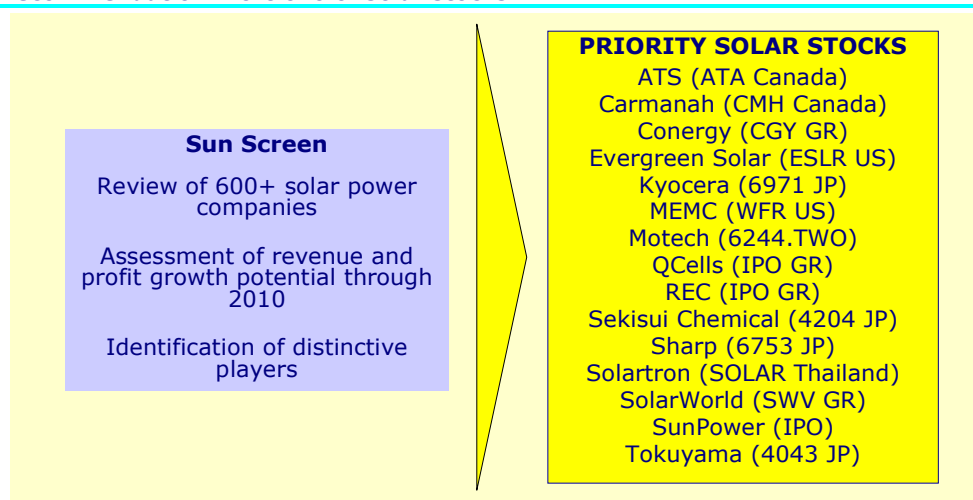 Sun Screen
Review of 600+ solar power
companies
Assessment of revenue and
profit growth potential through
2010
Identification of distinctive
players
PRIORITY SOLAR STOCKS
ATS (ATA Canada)
Carmanah (CMH Canada)
Conergy (CGY GR)
Evergreen Solar (ESLR US)
Kyocera (6971 JP)
MEMC (WFR US)
Motech (6244.TWO)
QCells (IPO GR)
REC (IPO GR)
Sekisui Chemical (4204 JP)
Sharp (6753 JP)
Solartron (SOLAR Thailand)
SolarWorld (SWV GR)
SunPower (IPO)
Tokuyama (4043 JP)